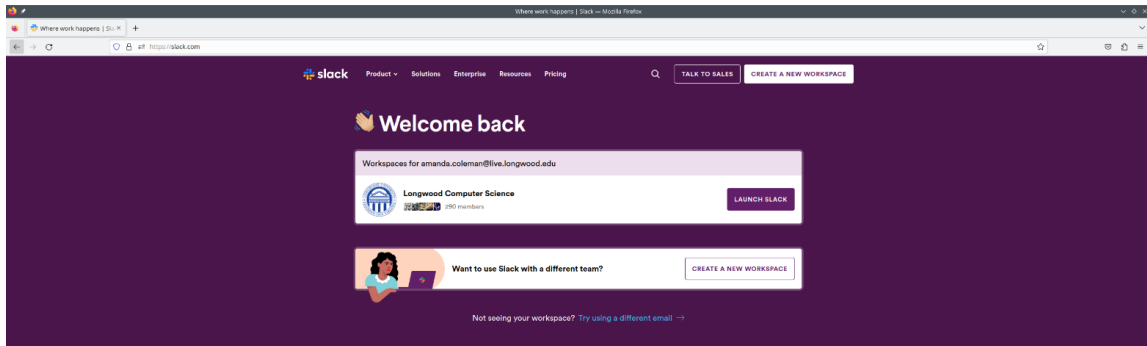 Where work happens | Slack — Mozilla Firefox
Where work happens | Sla
https://slack.com
slack Product Solutions Enterprise Resources Pricing TALK TO SALES CREATE A NEW WORKSPACE
Welcome back
Workspaces for amanda.coleman@live.longwood.edu
Longwood Computer Science
290 members
LAUNCH SLACK
Want to use Slack with a different team?
CREATE A NEW WORKSPACE
Not seeing your workspace? Try using a different email →